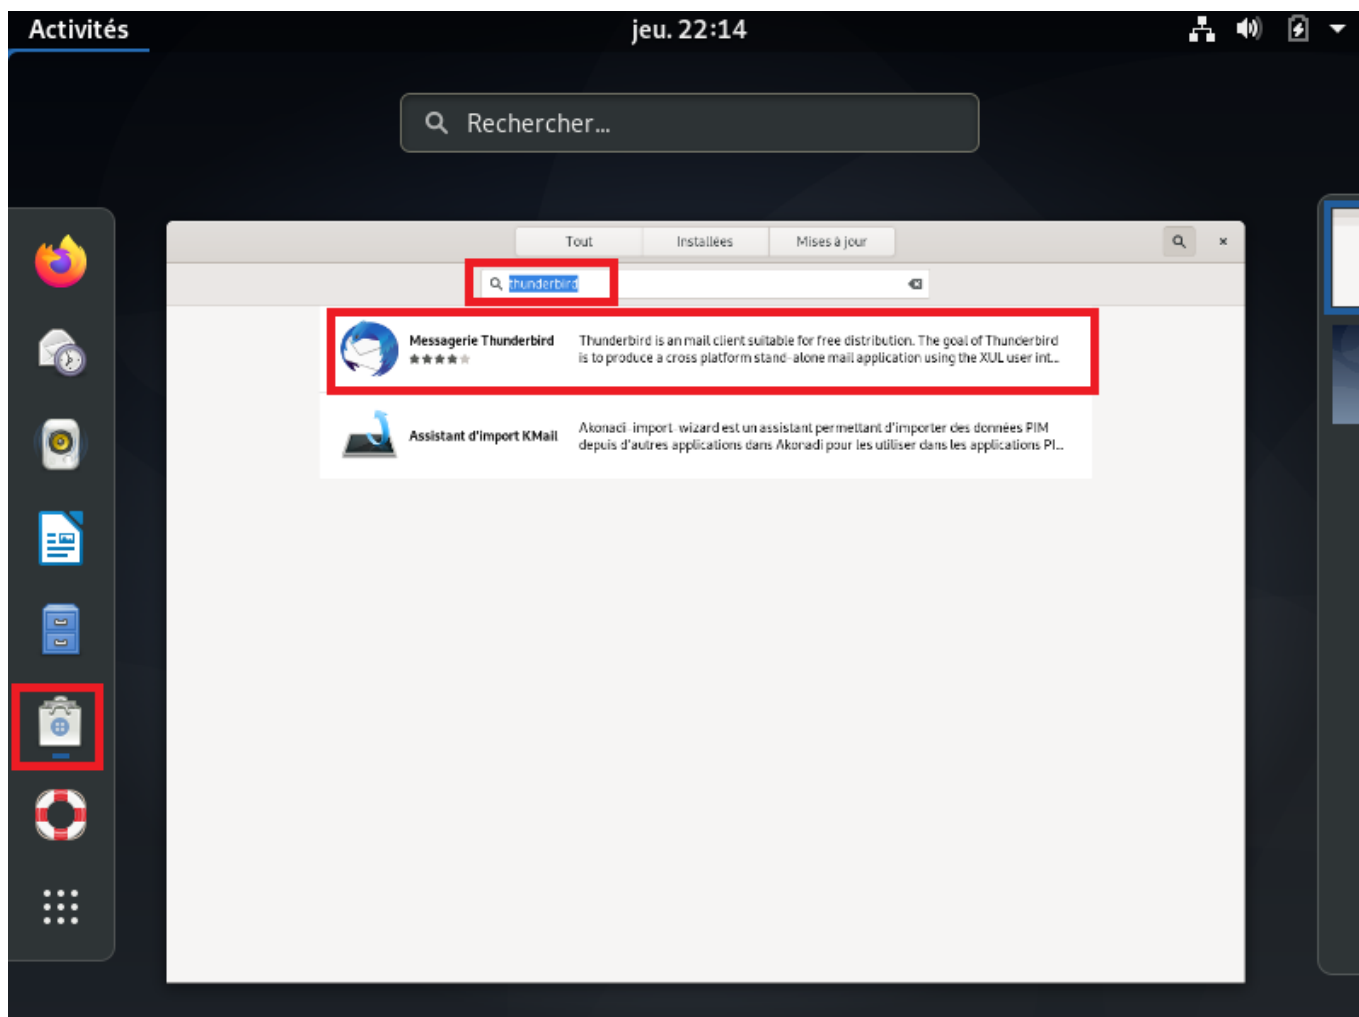 Activités
jeu. 22:14
Rechercher...
Tout
Installées
Mises à jour
thunderbird
Messagerie Thunderbird
Thunderbird is an mail client suitable for free distribution. The goal of Thunderbird
is to produce a cross platform stand-alone mail application using the XUL user int...
Assistant d'import KMail
Akonadi-import-wizard est un assistant permettant d'importer des données PIM
depuis d'autres applications dans Akonadi pour les utiliser dans les applications PI...